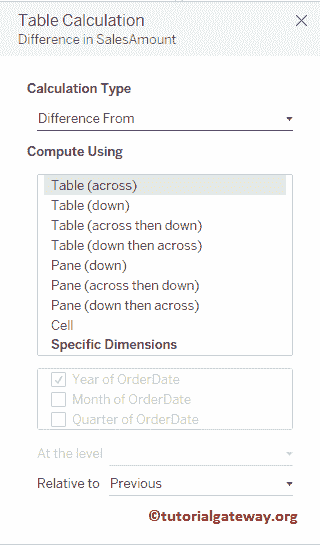 Table Calculation
Difference in SalesAmount
Calculation Type
Difference From
Compute Using
Table (across)
Table (down)
Table (across then down)
Table (down then across)
Pane (down)
Pane (across then down)
Pane (down then across)
Cell
Specific Dimensions
Year of OrderDate
Month of OrderDate
Quarter of OrderDate
At the level
Relative to Previous
©tutorialgateway.org